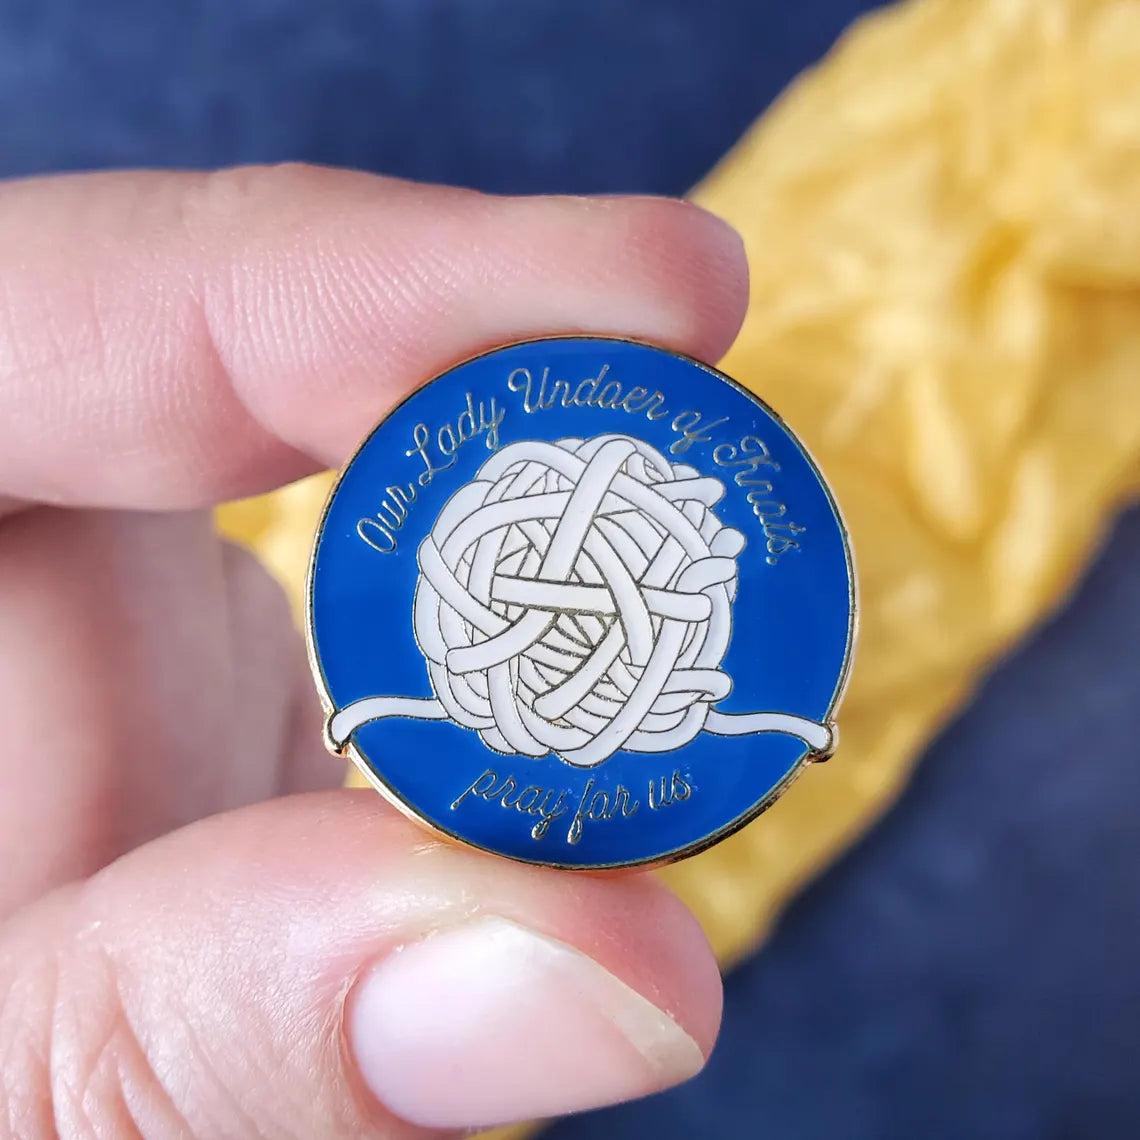 Our Lady Undoer of Knots,
pray for us